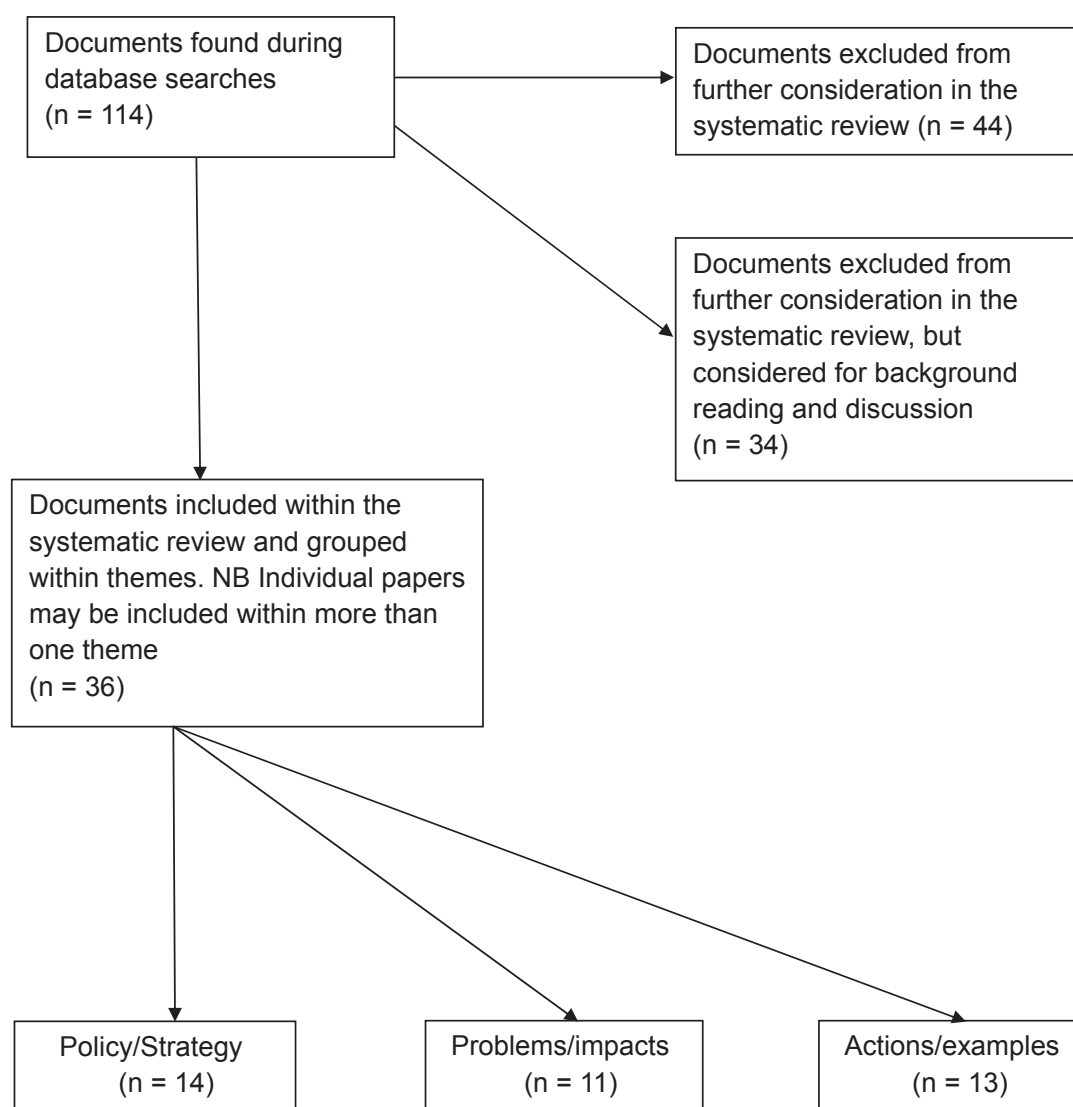 Documents found during
database searches
(n = 114)
Documents excluded from
further consideration in the
systematic review (n = 44)
Documents excluded from
further consideration in the
systematic review, but
considered for background
reading and discussion
(n = 34)
Documents included within the
systematic review and grouped
within themes. NB Individual papers
may be included within more than
one theme
(n = 36)
Policy/Strategy
(n = 14)
Problems/impacts
(n = 11)
Actions/examples
(n = 13)